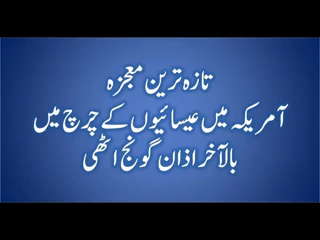 تازہ ترین معجزہ
آمریکہ میں عیسائیوں کے چرچ میں
بالآخر اذان گونج اٹھی